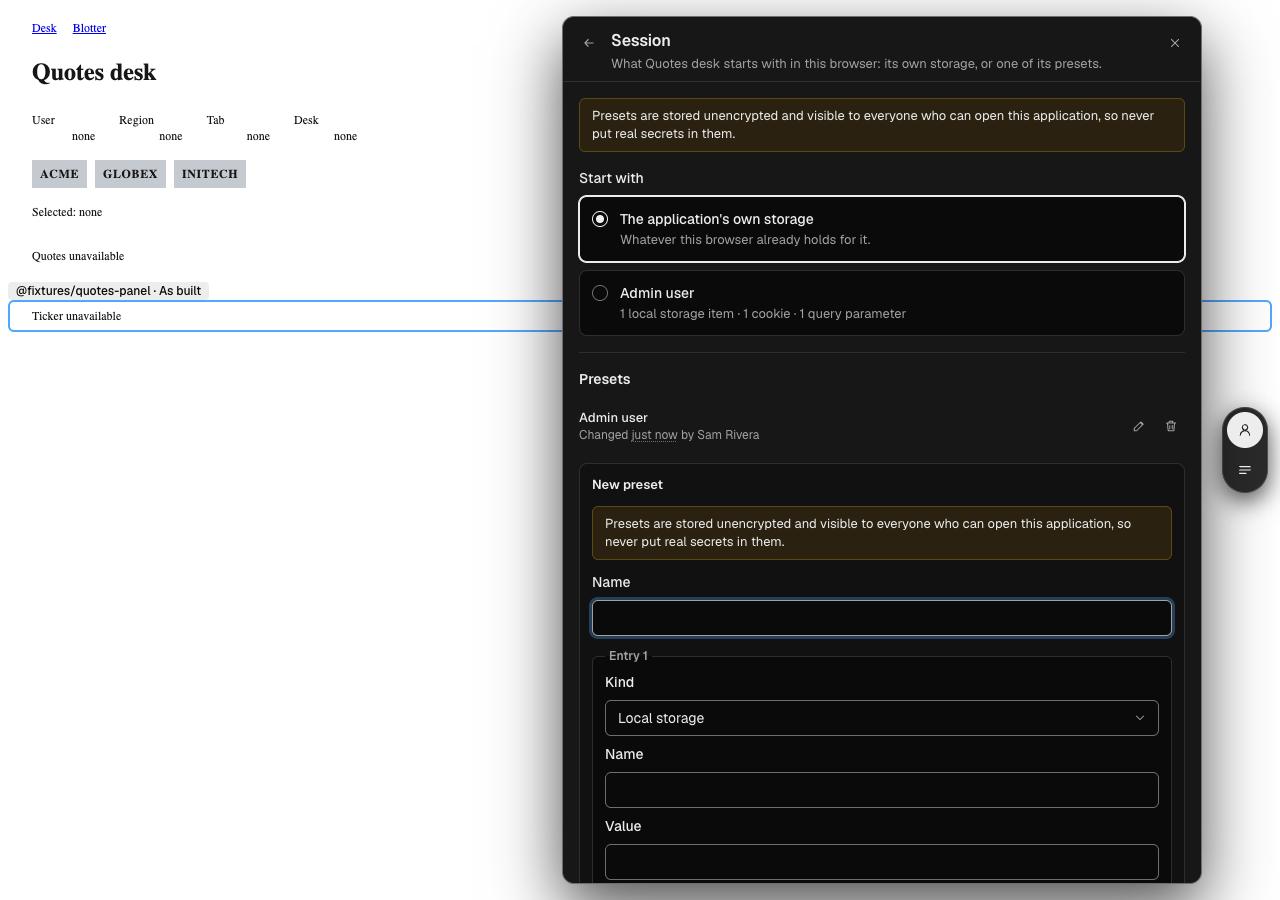 Desk Blotter
Quotes desk
User Region Tab Desk
none none none none
ACME GLOBEX INITECH
Selected: none
Quotes unavailable
@fixtures/quotes-panel · As built
Ticker unavailable
Session
What Quotes desk starts with in this browser: its own storage, or one of its presets.
Presets are stored unencrypted and visible to everyone who can open this application, so never
put real secrets in them.
Start with
The application's own storage
Whatever this browser already holds for it.
Admin user
1 local storage item · 1 cookie · 1 query parameter
Presets
Admin user
Changed just now by Sam Rivera
New preset
Presets are stored unencrypted and visible to everyone who can open this application, so
never put real secrets in them.
Name
Entry 1
Kind
Local storage
Name
Value